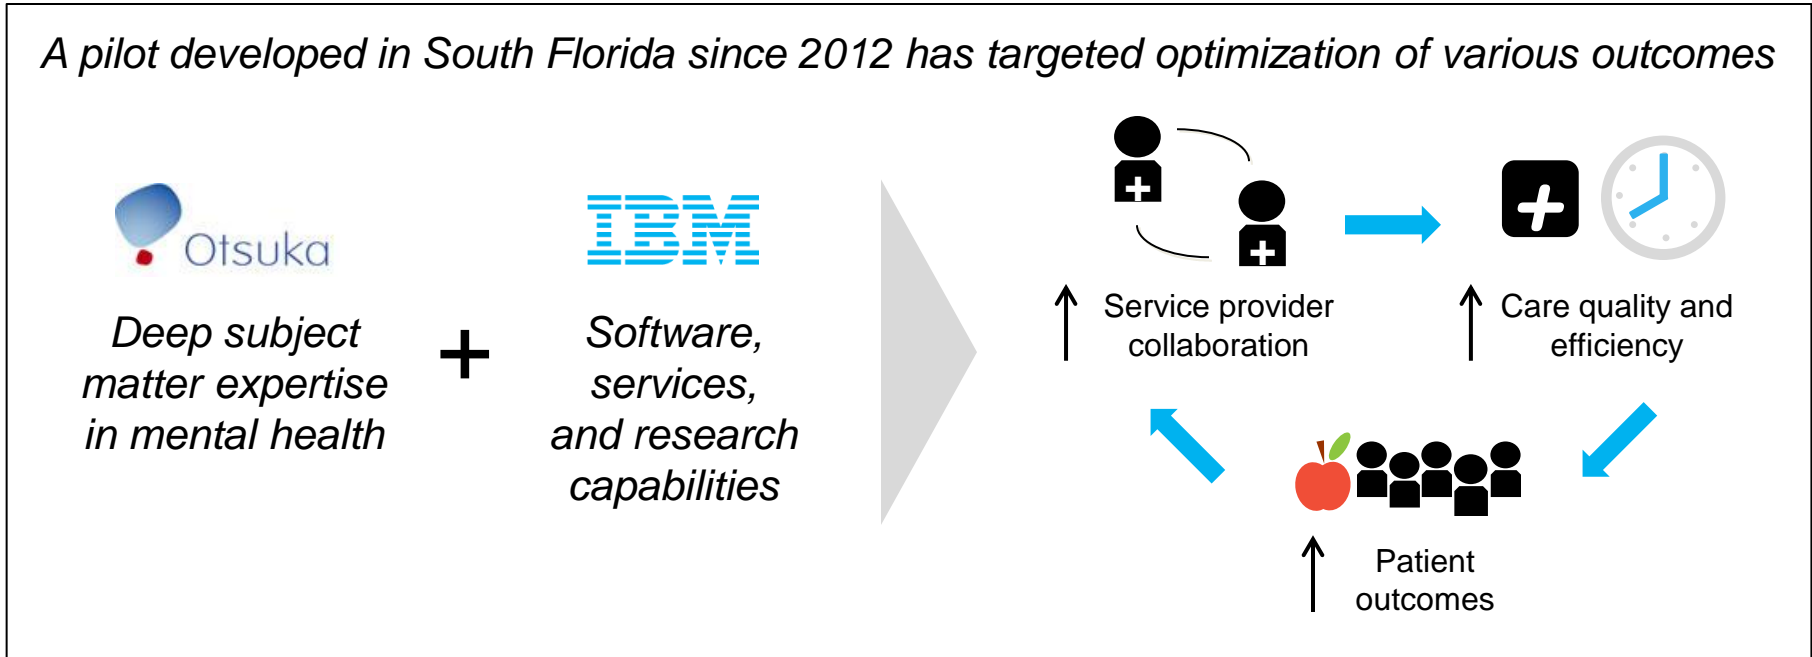 A pilot developed in South Florida since 2012 has targeted optimization of various outcomes
Otsuka
Deep subject
matter expertise
in mental health
+
IBM
Software,
services,
and research
capabilities
Service provider
collaboration
Care quality and
efficiency
Patient
outcomes